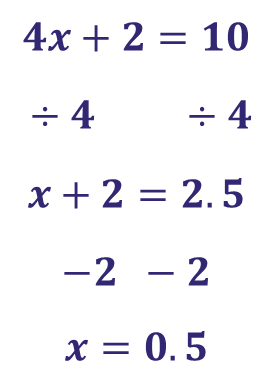 4x + 2 = 10
÷ 4 ÷ 4
x + 2 = 2.5
−2 − 2
x = 0.5